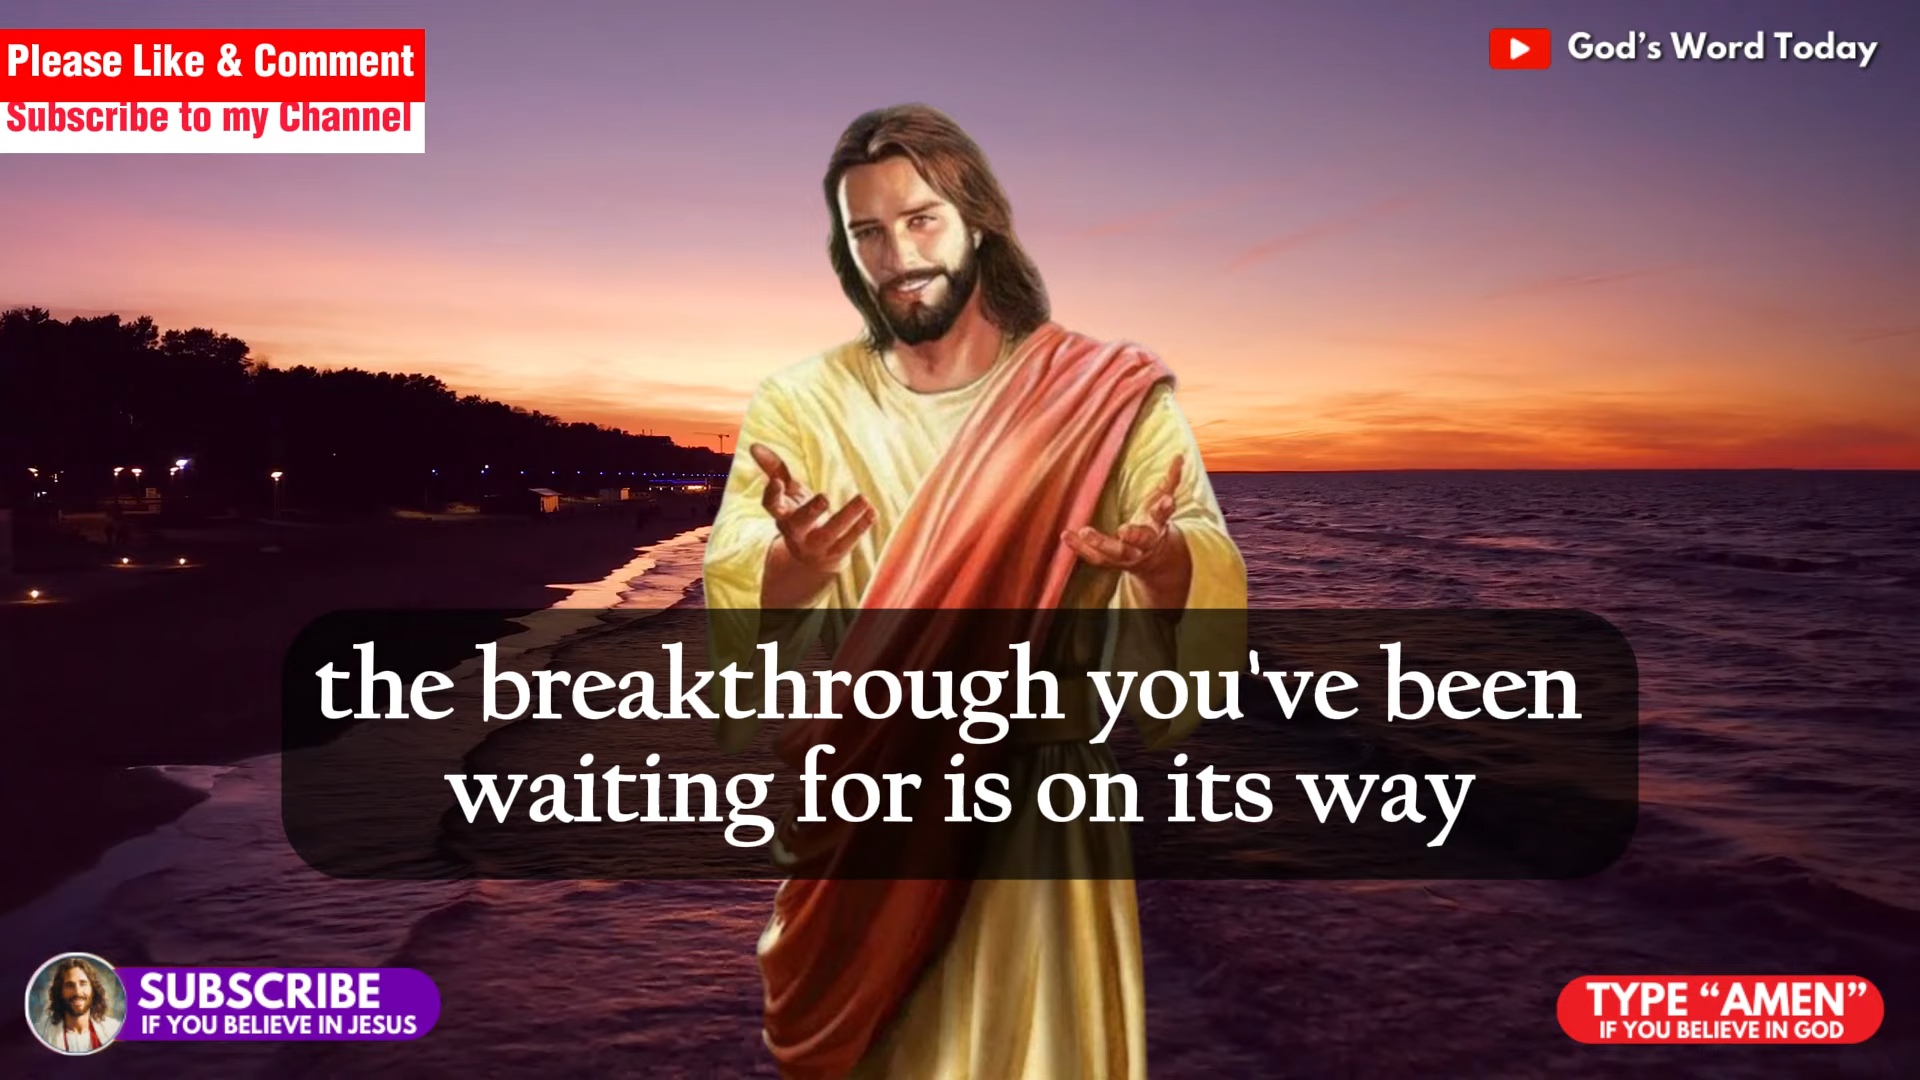 Please Like & Comment
Subscribe to my Channel
God's Word Today
the breakthrough you've been
waiting for is on its way
SUBSCRIBE
IF YOU BELIEVE IN JESUS
TYPE “AMEN”
IF YOU BELIEVE IN GOD